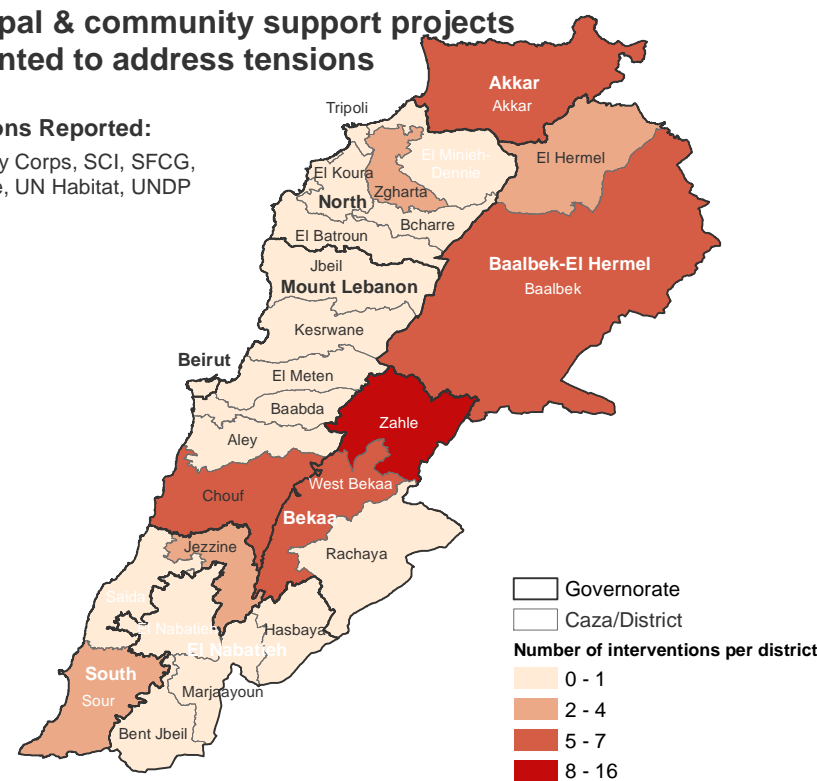 pal & community support projects
nted to address tensions
ons Reported:
y Corps, SCI, SFCG,
e, UN Habitat, UNDP
Akkar
Akkar
Tripoli
El Minieh-
Dennie
El Hermel
El Koura
Zgharta
North
Bcharre
El Batroun
Jbeil
Mount Lebanon
Baalbek-El Hermel
Baalbek
Kesrwane
Beirut
El Meten
Baabda
Zahle
Aley
West Bekaa
Chouf
Bekaa
Rachaya
Jezzine
Saida
El Nabatieh
Hasbaya
El Nabatieh
South
Sour
Marjaayoun
Bent Jbeil
Governorate
Caza/District
Number of interventions per district
0 - 1
2 - 4
5 - 7
8 - 16